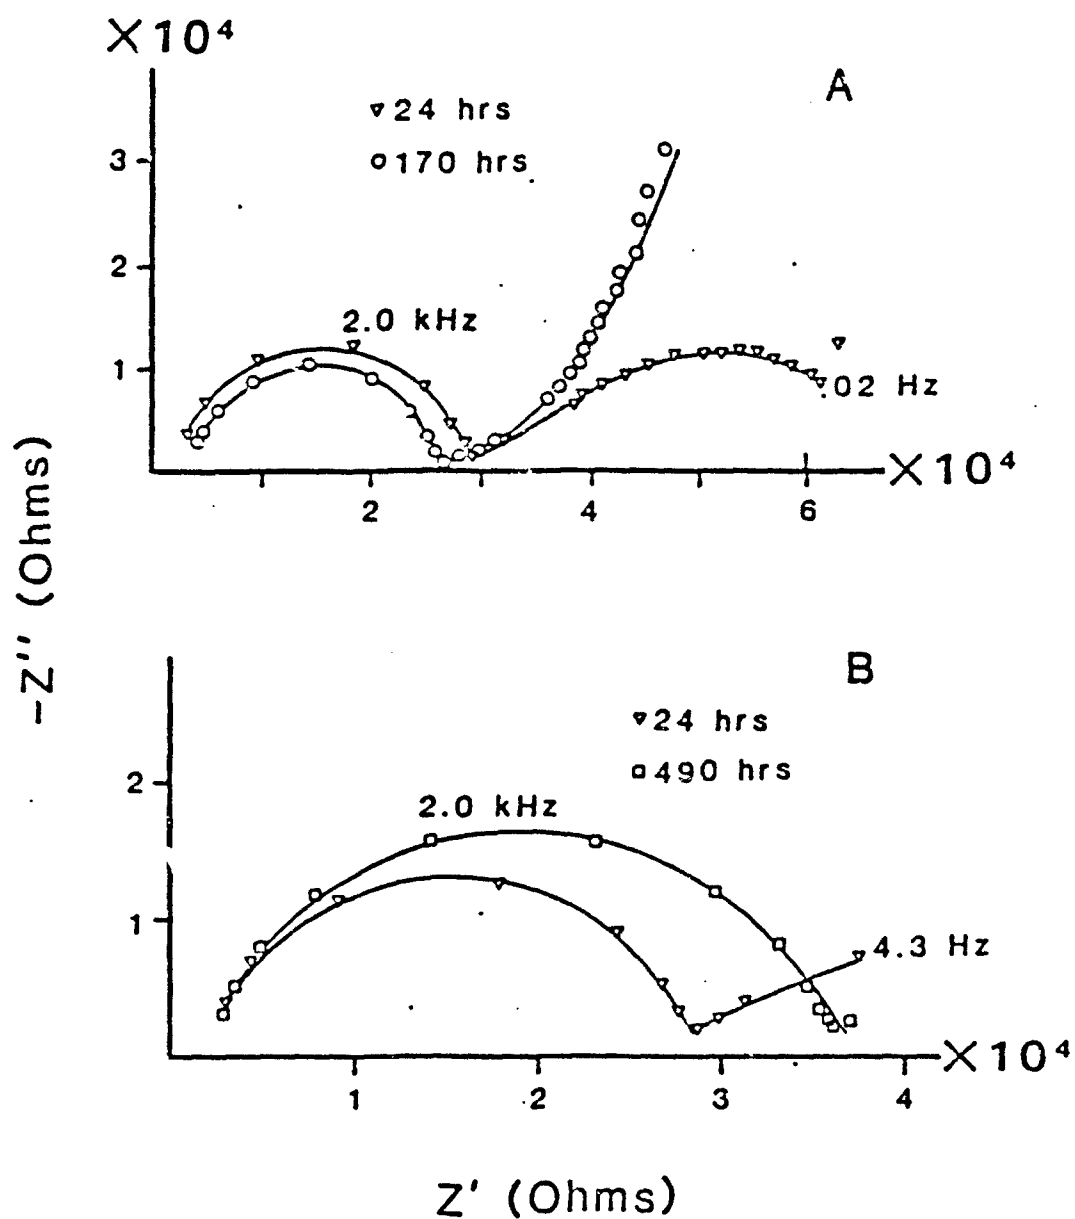 ×10⁴
A
▿24 hrs
○170 hrs
3
2
1
2.0 kHz
.02 Hz
×10⁴
2
4
6
-Z'' (Ohms)
B
▿24 hrs
□490 hrs
2
1
2.0 kHz
4.3 Hz
×10⁴
1
2
3
4
Z' (Ohms)